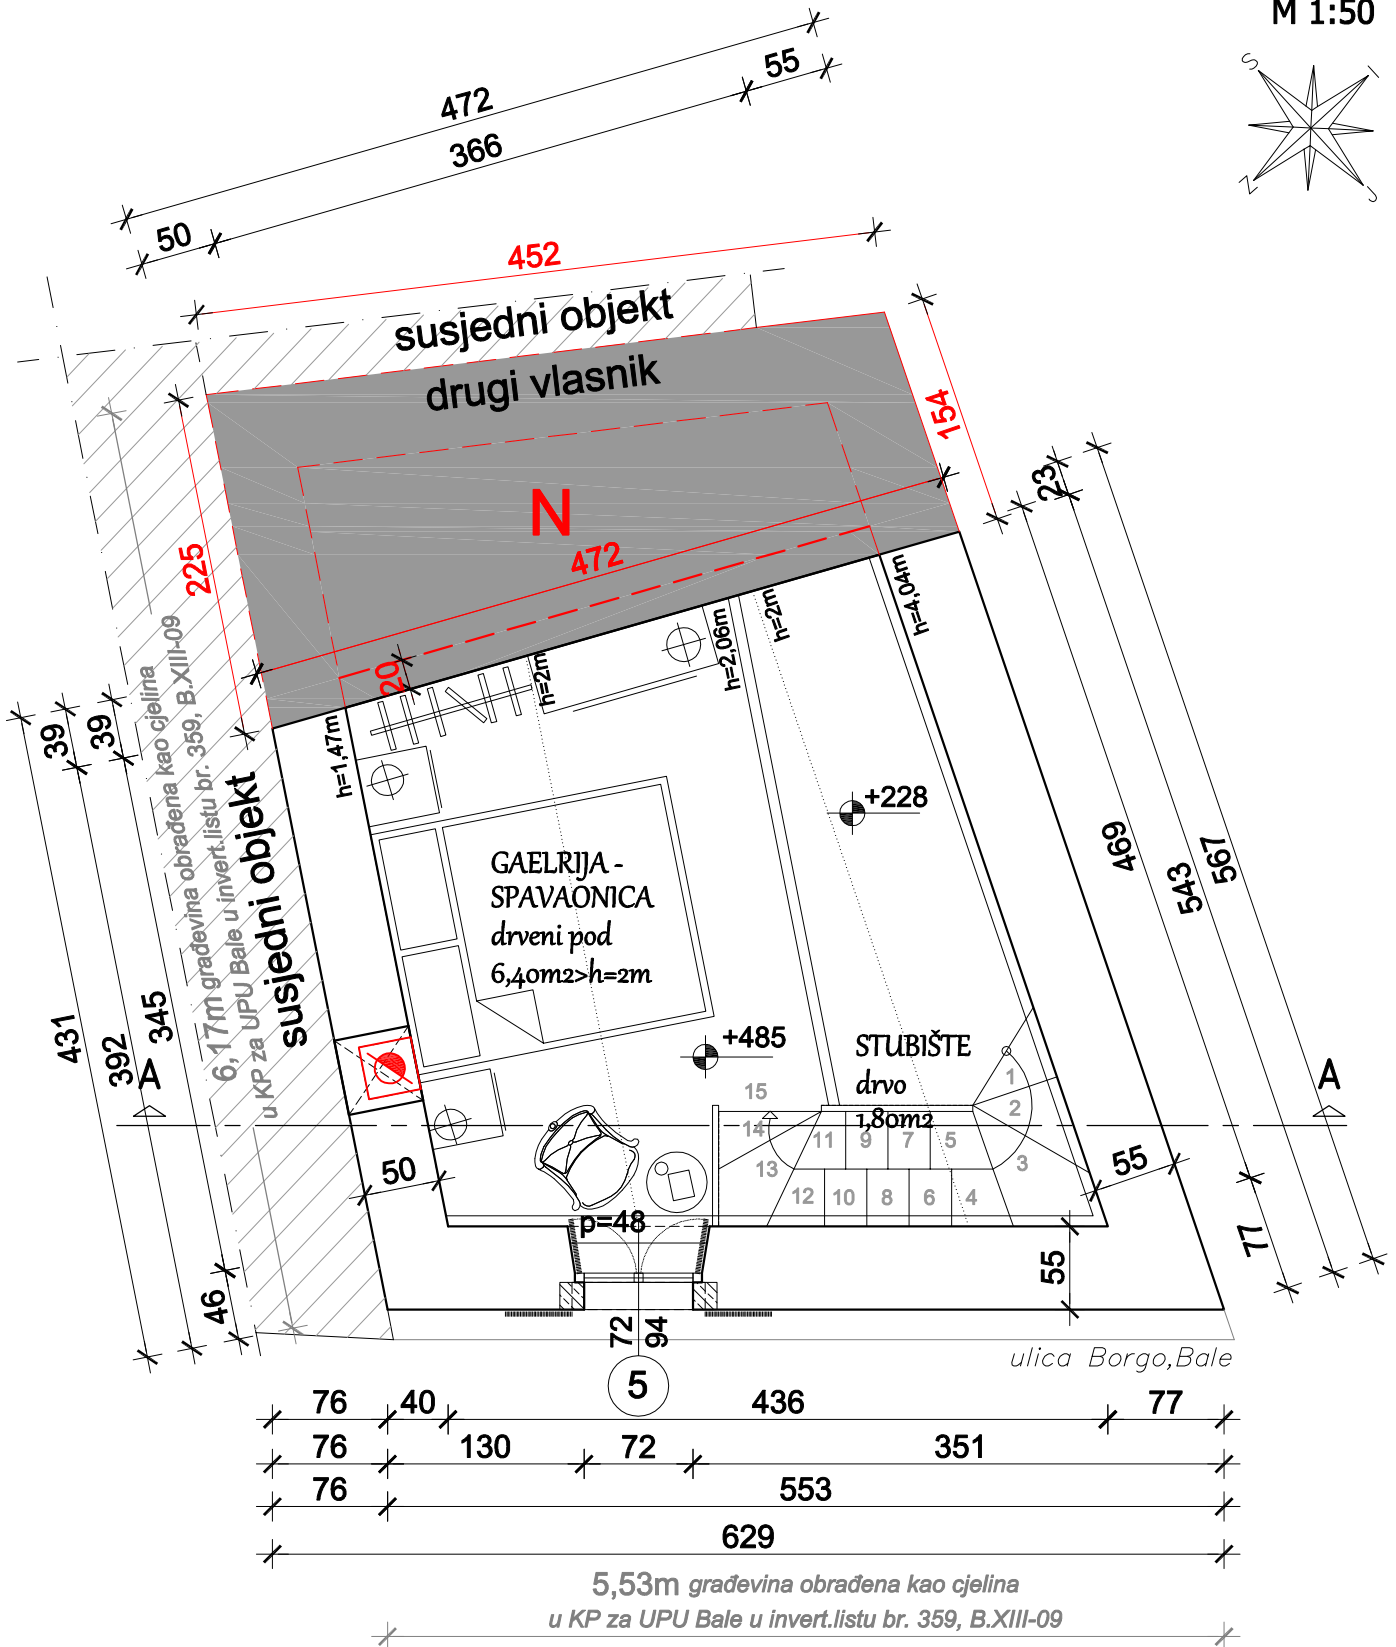 M 1:50
S
I
Z
J
472
55
366
50
452
susjedni objekt
drugi vlasnik
154
N
472
225
20
23
h=1,47m
h=2m
h=2,06m
h=2m
h=4,04m
39
39
431
392
345
46
6,17m građevina obrađena kao cjelina
u KP za UPU Bale u invert.listu br. 359, B.XIII-09
susjedni objekt
+228
469
543
567
77
GAELRIJA -
SPAVAONICA
drveni pod
6,40m2>h=2m
+485
STUBIŠTE
drvo
1,80m2
A
A
15
14
13
12
11
10
9
8
7
6
5
4
3
2
1
50
55
p=48
55
72
94
5
ulica Borgo,Bale
76
40
436
77
76
130
72
351
76
553
629
5,53m građevina obrađena kao cjelina
u KP za UPU Bale u invert.listu br. 359, B.XIII-09